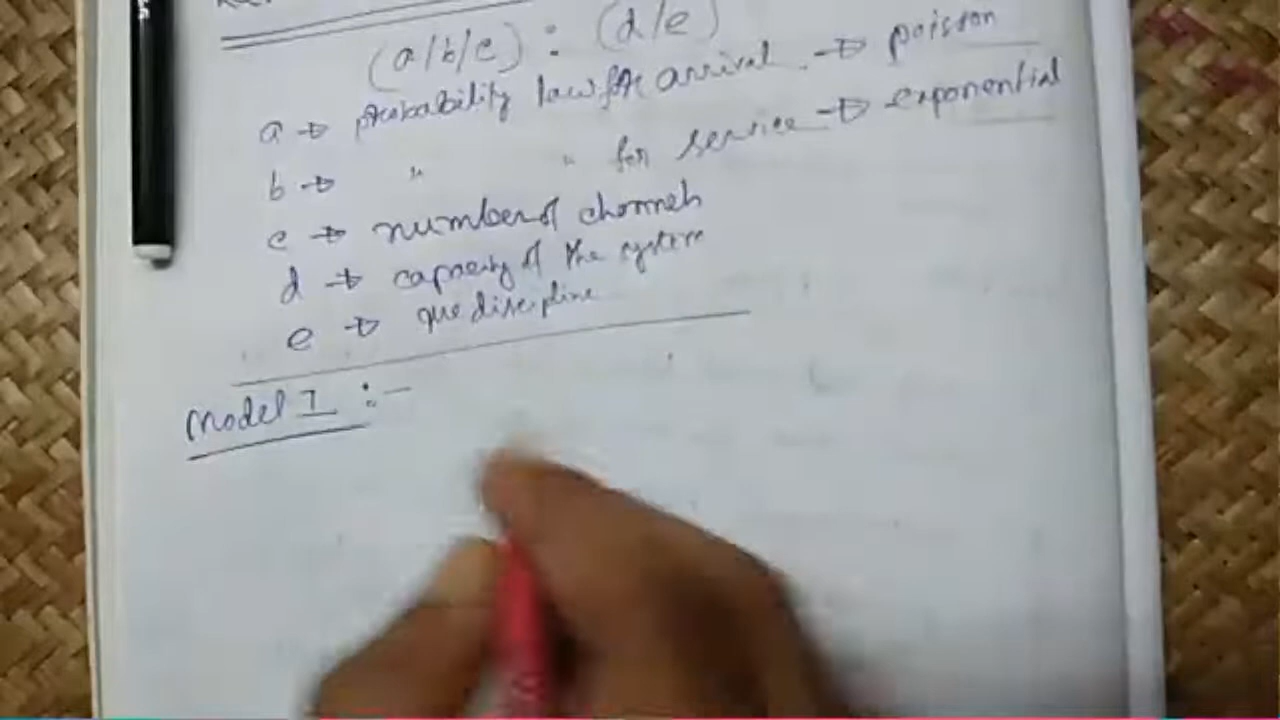 (a/b/c) : (d/e)
a → probability law for arrival → poisson
b → " " for service → exponential
c → number of channels
d → capacity of the system
e → que discipline
Model I :-